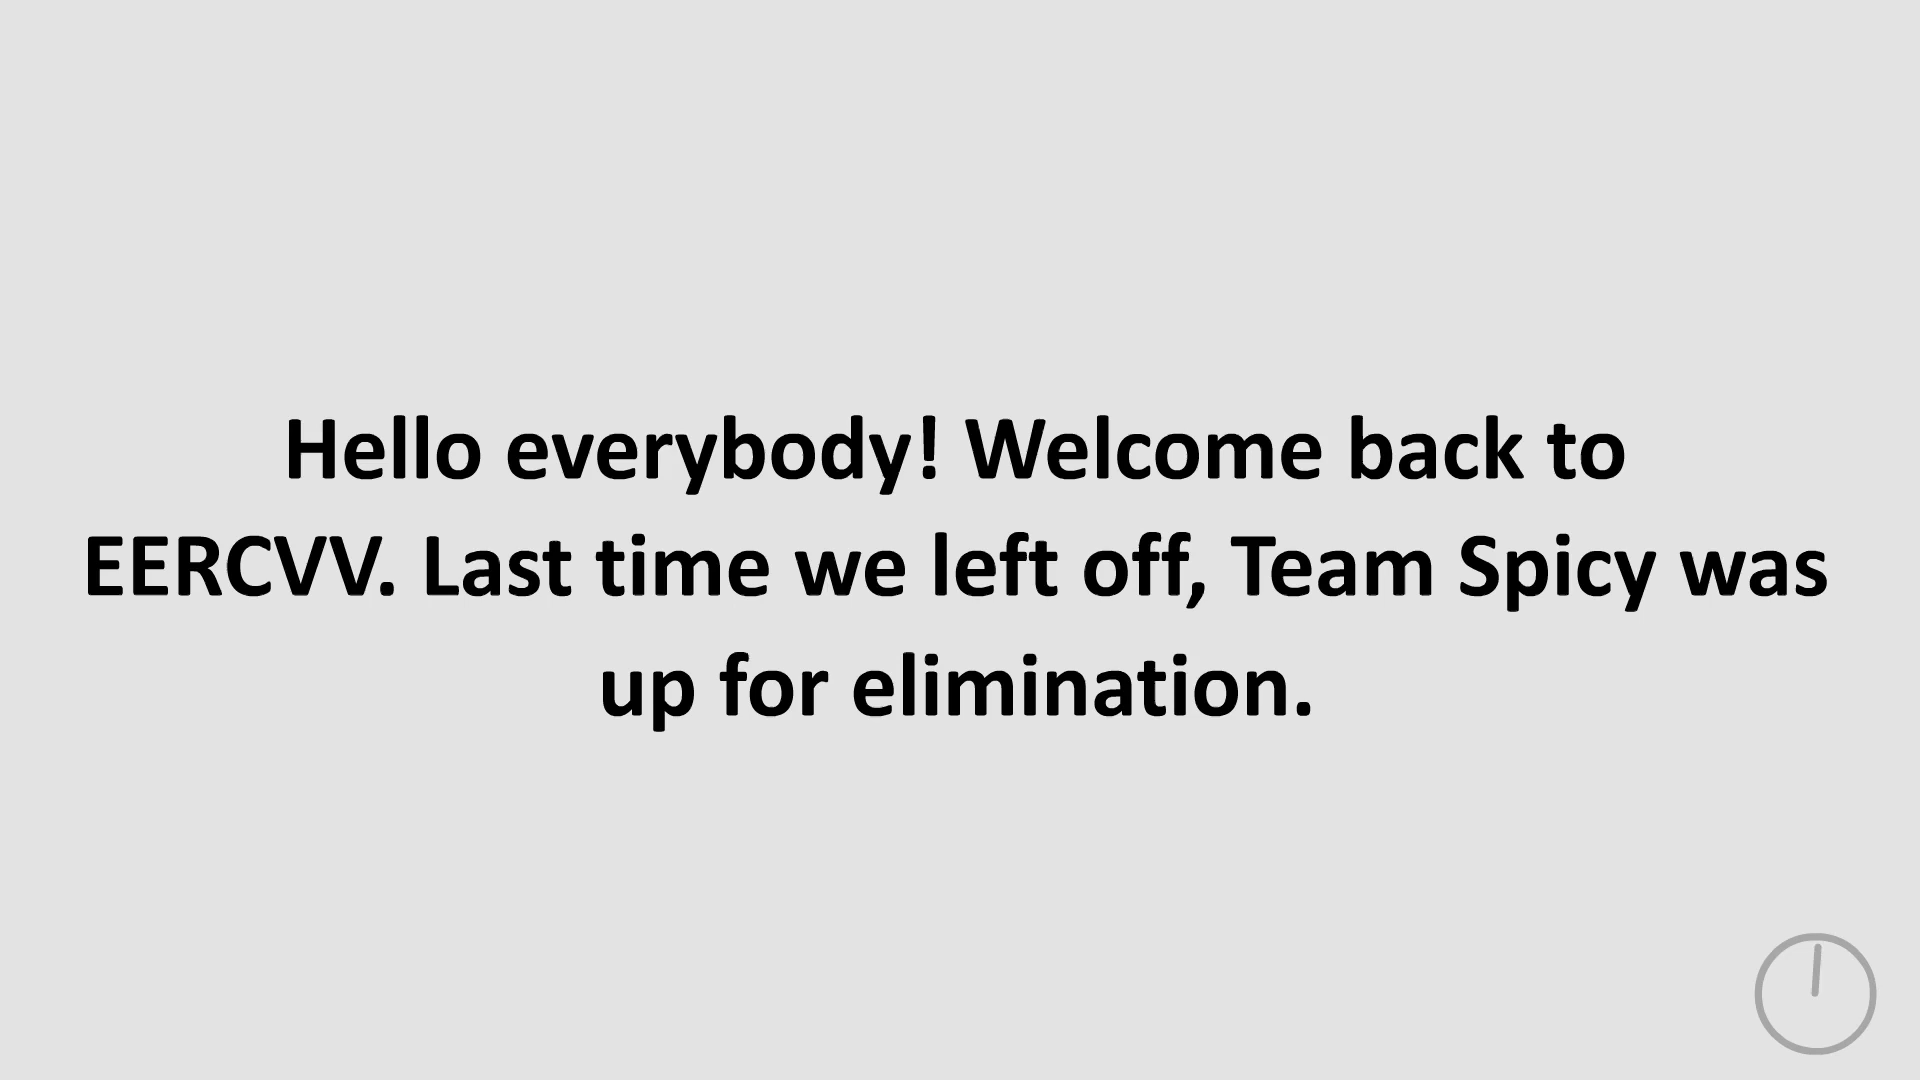 Hello everybody! Welcome back to
EERCVV. Last time we left off, Team Spicy was
up for elimination.